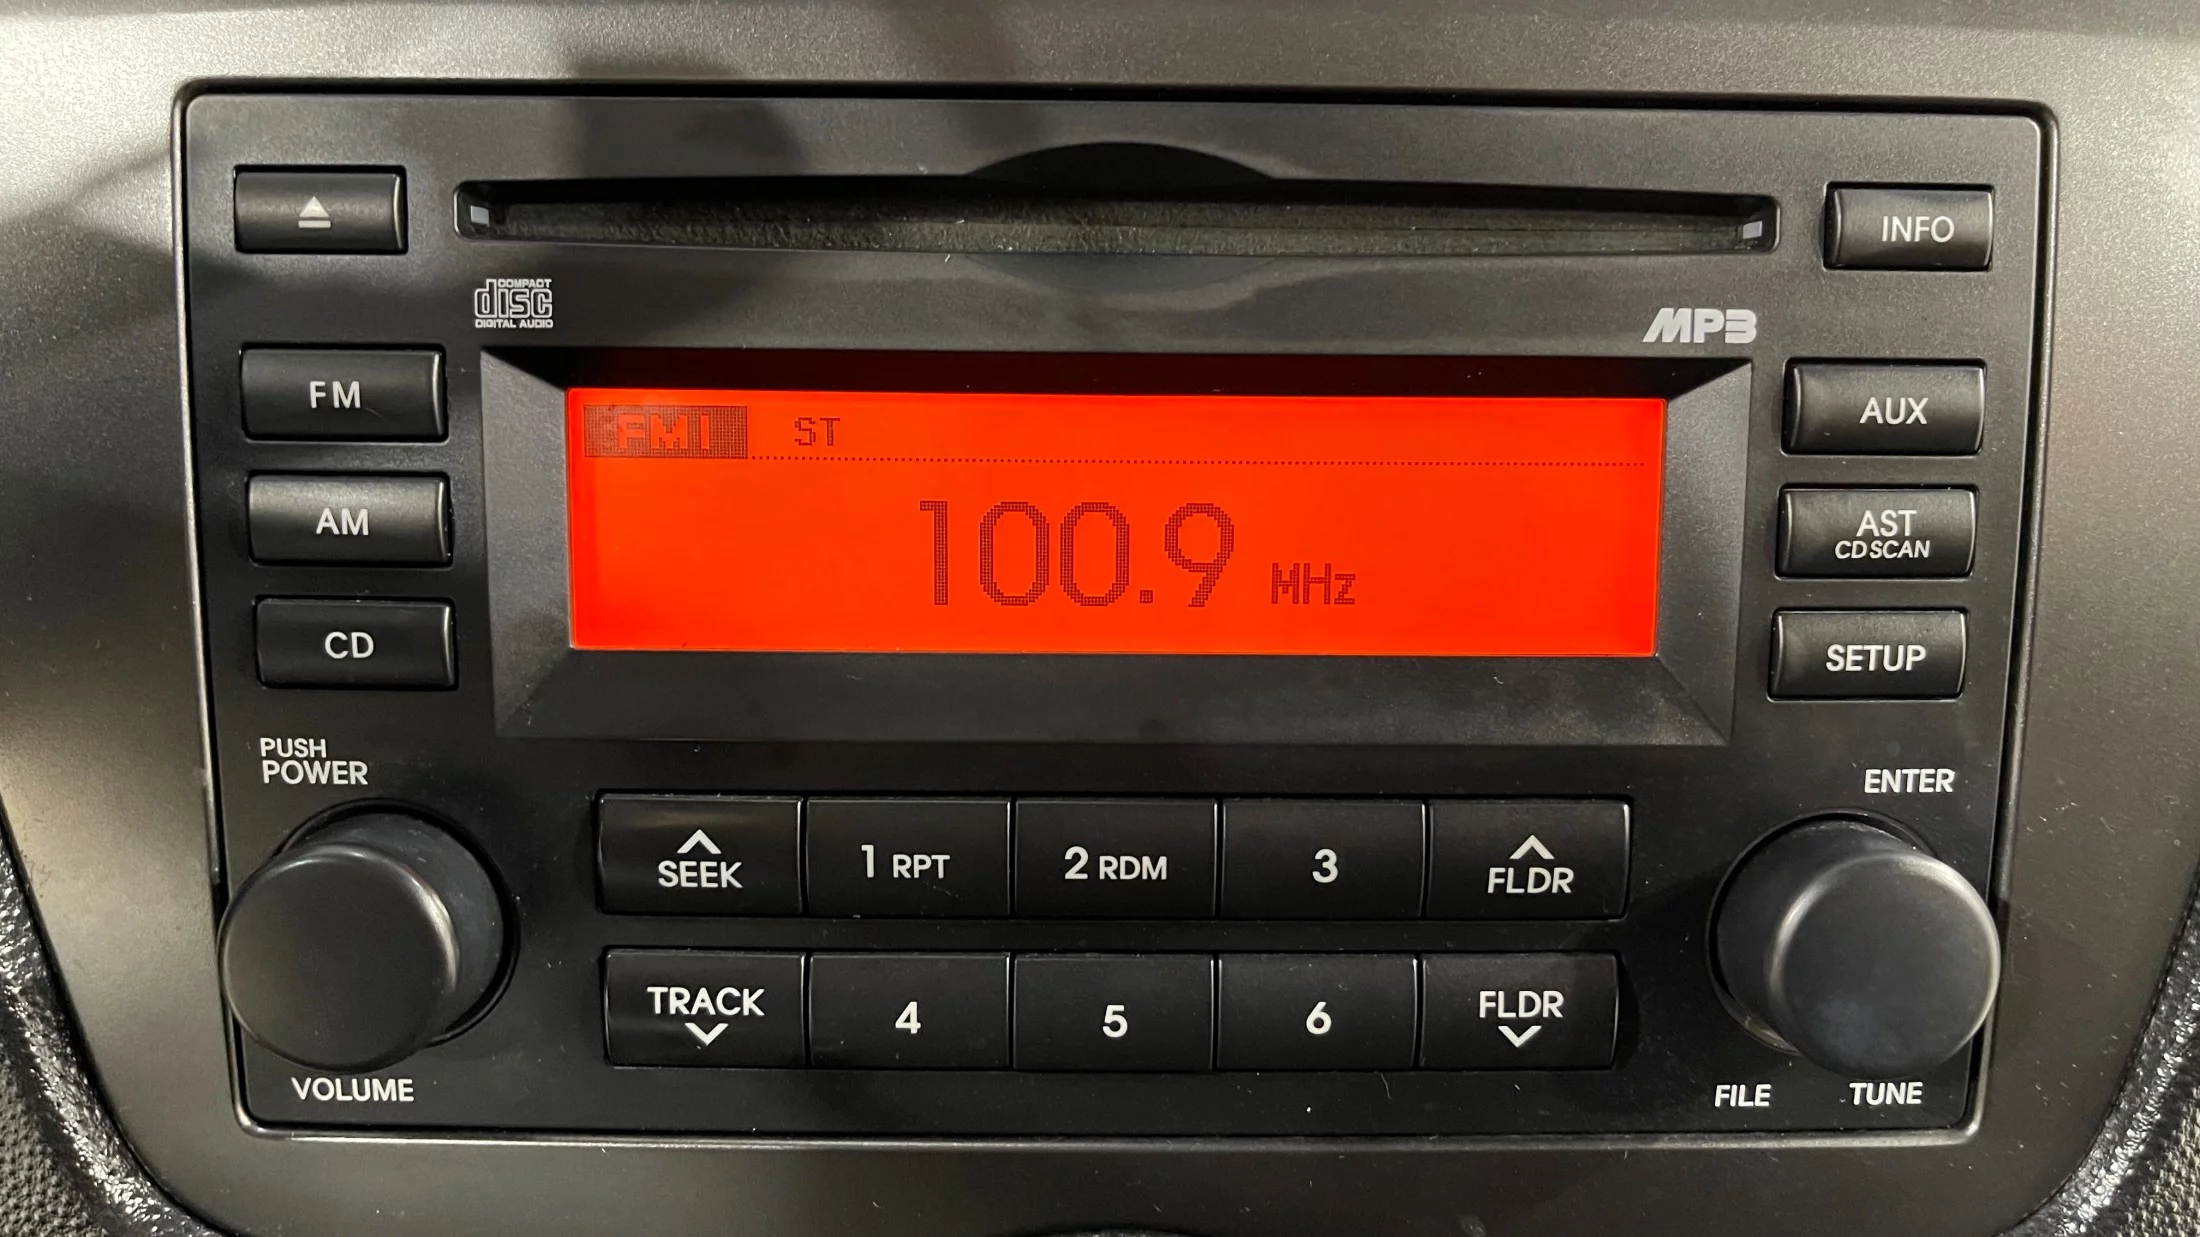 INFO
COMPACT
disc
DIGITAL AUDIO
MP3
FM
FM1 ST
AUX
AM
100.9 MHz
AST
CD SCAN
CD
SETUP
PUSH
POWER
ENTER
SEEK
1 RPT
2 RDM
3
FLDR
TRACK
4
5
6
FLDR
VOLUME
FILE
TUNE